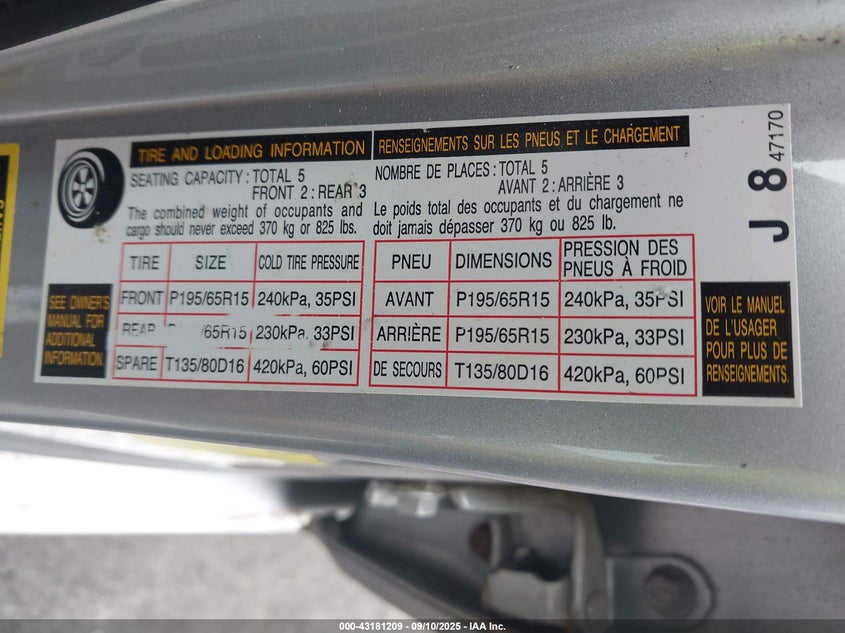 TIRE AND LOADING INFORMATION
SEATING CAPACITY : TOTAL 5
FRONT 2 : REAR 3
The combined weight of occupants and
cargo should never exceed 370 kg or 825 lbs.
TIRE SIZE COLD TIRE PRESSURE
FRONT P195/65R15 240kPa, 35PSI
REAR /65R15 230kPa, 33PSI
SPARE T135/80D16 420kPa, 60PSI
SEE OWNER'S
MANUAL FOR
ADDITIONAL
INFORMATION
RENSEIGNEMENTS SUR LES PNEUS ET LE CHARGEMENT
NOMBRE DE PLACES : TOTAL 5
AVANT 2 : ARRIÈRE 3
Le poids total des occupants et du chargement ne
doit jamais dépasser 370 kg ou 825 lb.
PNEU DIMENSIONS PRESSION DES
PNEUS À FROID
AVANT P195/65R15 240kPa, 35PSI
ARRIÈRE P195/65R15 230kPa, 33PSI
DE SECOURS T135/80D16 420kPa, 60PSI
VOIR LE MANUEL
DE L'USAGER
POUR PLUS DE
RENSEIGNEMENTS.
J 8 47170
000-43181209 - 09/10/2025 - IAA Inc.